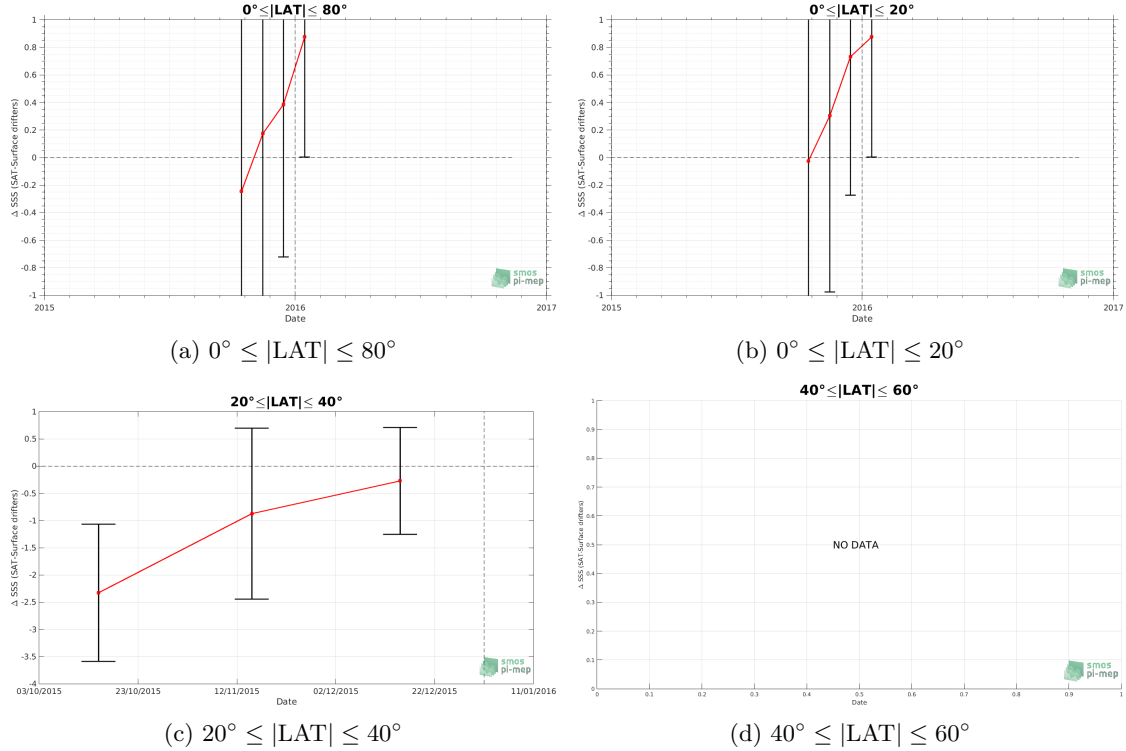 0°≤|LAT|≤ 80°
1
0.8
0.6
0.4
0.2
0
-0.2
-0.4
-0.6
-0.8
-1
Δ SSS (SAT-Surface drifters)
2015
2016
2017
Date
smos
pi-mep
(a) 0° ≤ |LAT| ≤ 80°
0°≤|LAT|≤ 20°
1
0.8
0.6
0.4
0.2
0
-0.2
-0.4
-0.6
-0.8
-1
Δ SSS (SAT-Surface drifters)
2015
2016
2017
Date
smos
pi-mep
(b) 0° ≤ |LAT| ≤ 20°
20°≤|LAT|≤ 40°
1
0.5
0
-0.5
-1
-1.5
-2
-2.5
-3
-3.5
-4
Δ SSS (SAT-Surface drifters)
03/10/2015
23/10/2015
12/11/2015
02/12/2015
22/12/2015
11/01/2016
Date
smos
pi-mep
(c) 20° ≤ |LAT| ≤ 40°
40°≤|LAT|≤ 60°
1
0.9
0.8
0.7
0.6
0.5
0.4
0.3
0.2
0.1
0
Δ SSS (SAT-Surface drifters)
NO DATA
0
0.1
0.2
0.3
0.4
0.5
0.6
0.7
0.8
0.9
1
Date
smos
pi-mep
(d) 40° ≤ |LAT| ≤ 60°